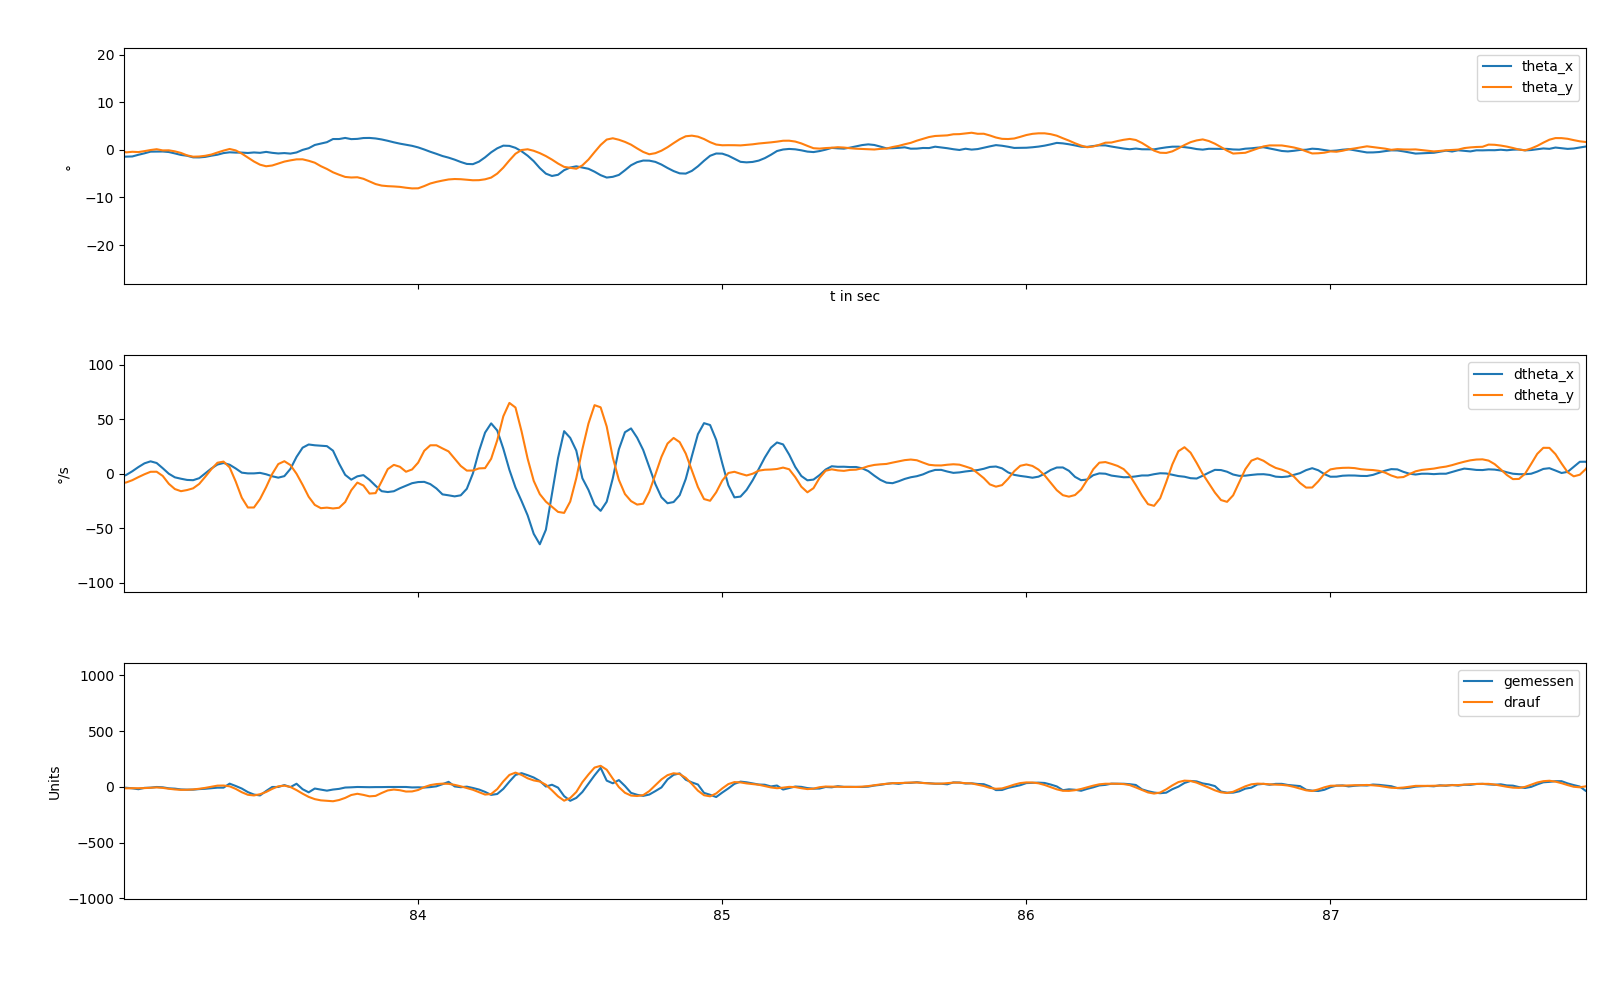 20
10
0
−10
−20
°
theta_x
theta_y
t in sec
100
50
0
−50
−100
°/s
dtheta_x
dtheta_y
1000
500
0
−500
−1000
Units
gemessen
drauf
84
85
86
87